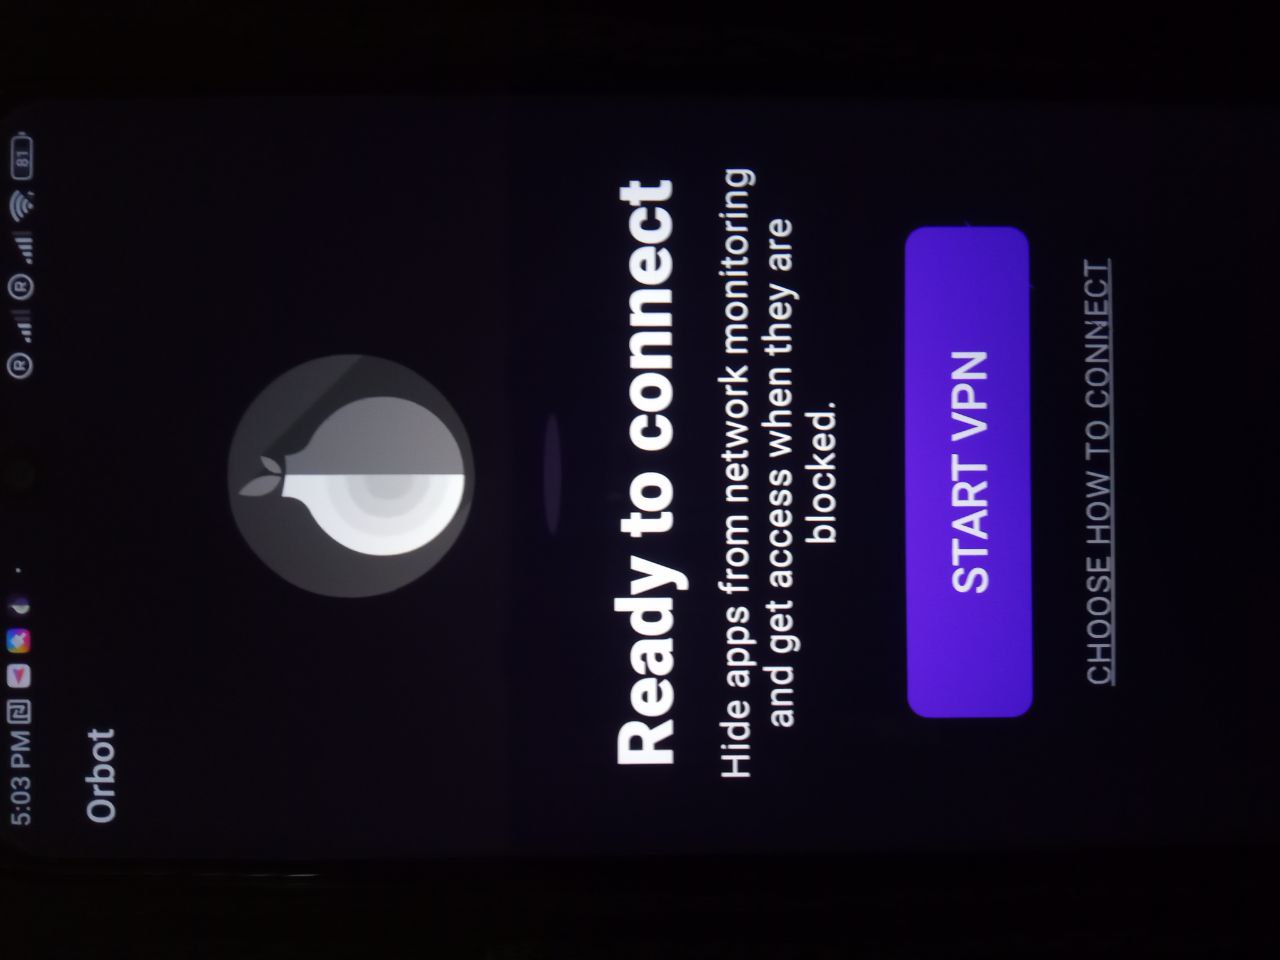 5:03 PM
R
R
81
Orbot
Ready to connect
Hide apps from network monitoring
and get access when they are
blocked.
START VPN
CHOOSE HOW TO CONNECT